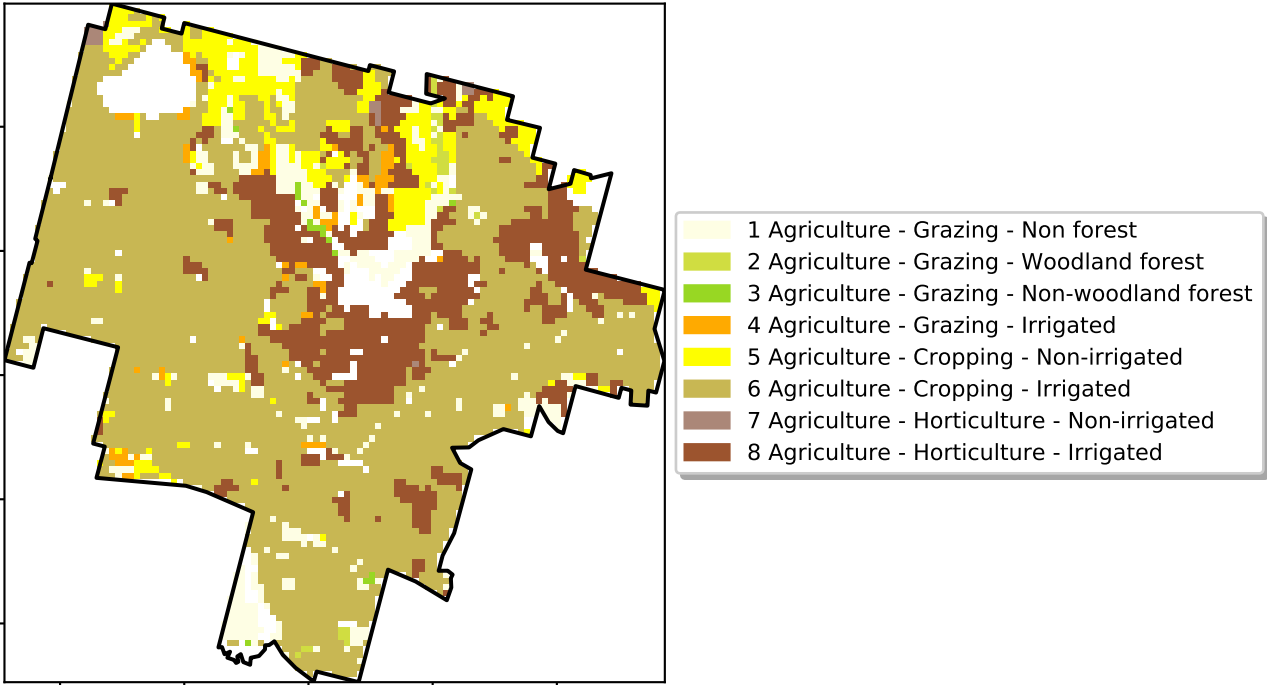 1 Agriculture - Grazing - Non forest
2 Agriculture - Grazing - Woodland forest
3 Agriculture - Grazing - Non-woodland forest
4 Agriculture - Grazing - Irrigated
5 Agriculture - Cropping - Non-irrigated
6 Agriculture - Cropping - Irrigated
7 Agriculture - Horticulture - Non-irrigated
8 Agriculture - Horticulture - Irrigated